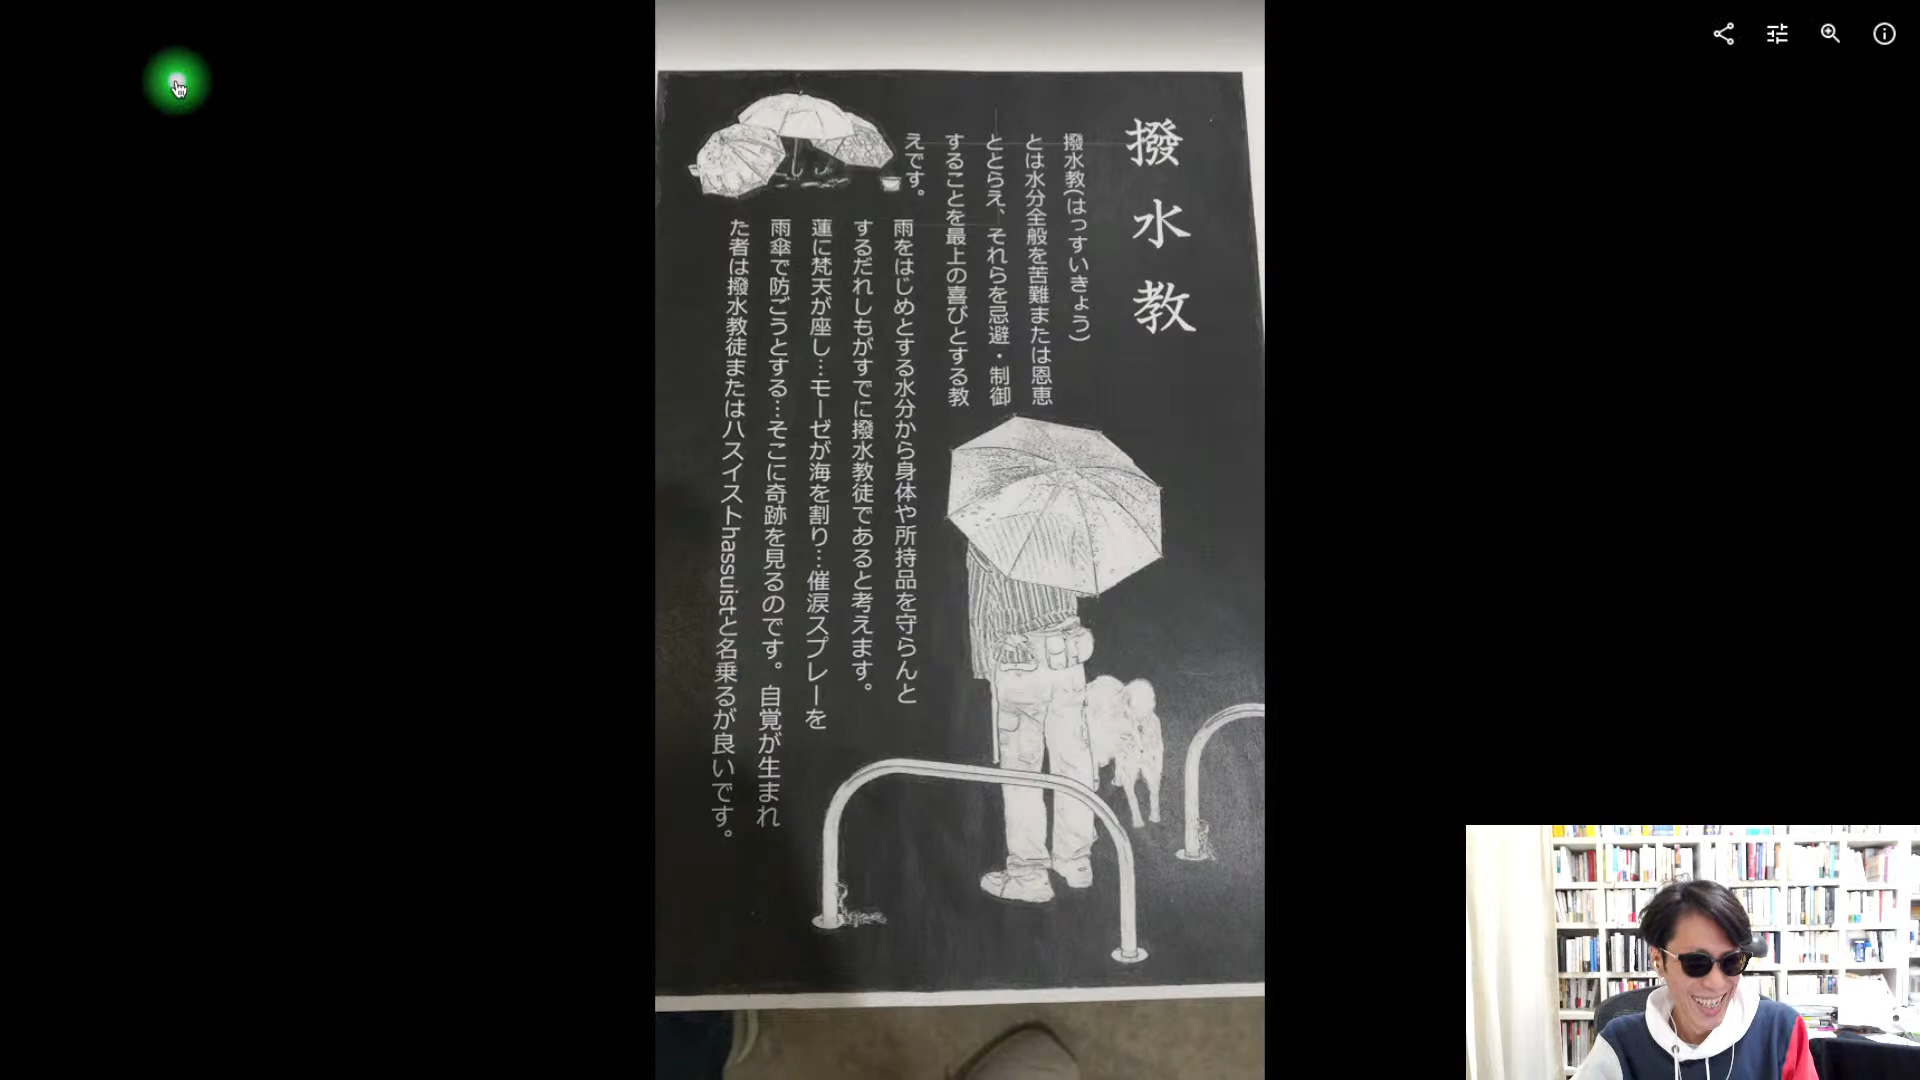 撥水教
撥水教(はっすいきょう)
とは水分全般を苦難または恩恵
ととらえ、それらを忌避・制御
することを最上の喜びとする教
えです。
雨をはじめとする水分から身体や所持品を守らんと
するだれしもがすでに撥水教徒であると考えます。
蓮に梵天が座し…モーゼが海を割り…催涙スプレーを
雨傘で防ごうとする…そこに奇跡を見るのです。自覚が生まれ
た者は撥水教徒またはハスイストhassuistと名乗るが良いです。